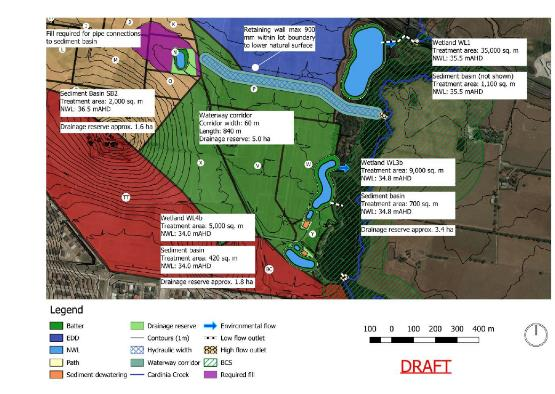 Fill required for pipe connections
to sediment basin
Retaining wall max 900
mm within lot boundary
to lower natural surface
Wetland WL1
Treatment area: 35,000 sq. m
NWL: 35.5 mAHD
Sediment basin (not shown)
Treatment area: 1,100 sq. m
NWL: 35.5 mAHD
Sediment Basin SB2
Treatment area: 2,000 sq. m
NWL: 36.5 mAHD
Drainage reserve approx. 1.6 ha
Waterway corridor
Corridor width: 60 m
Length: 840 m
Drainage reserve: 5.0 ha
Wetland WL3b
Treatment area: 9,000 sq. m
NWL: 34.8 mAHD
Sediment basin
Treatment area: 700 sq. m
NWL: 34.8 mAHD
Drainage reserve approx. 3.4 ha
Wetland WL4b
Treatment area: 5,000 sq. m
NWL: 34.0 mAHD
Sediment basin
Treatment area: 420 sq. m
NWL: 34.0 mAHD
Drainage reserve approx. 1.8 ha
Legend
Batter
EDD
NWL
Path
Sediment dewatering
Drainage reserve
Contours (1m)
Hydraulic width
Waterway corridor
Cardinia Creek
Environmental flow
Low flow outlet
High flow outlet
BCS
Required fill
100 0 100 200 300 400 m
DRAFT